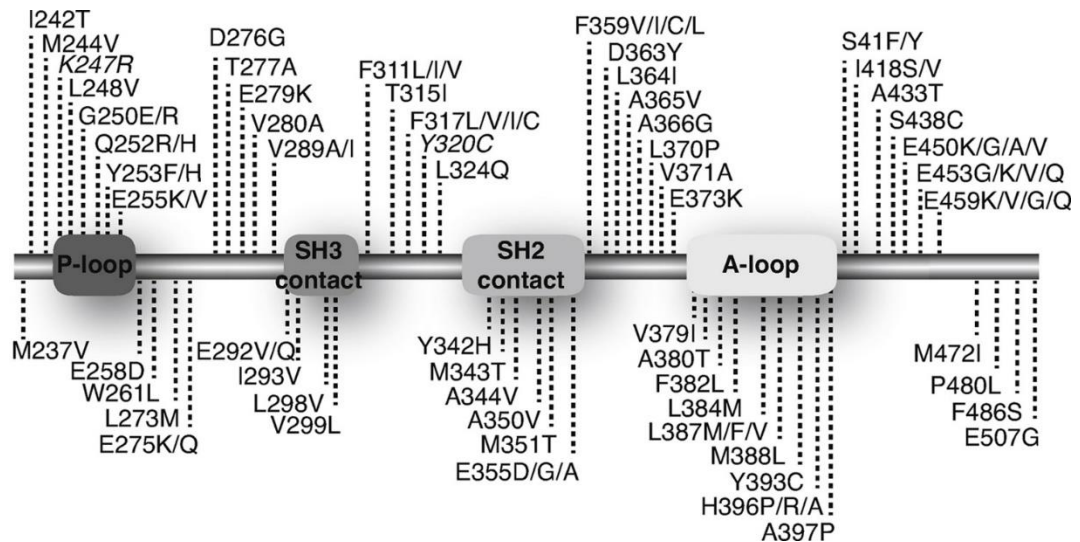 I242T
M244V
K247R
L248V
G250E/R
Q252R/H
Y253F/H
E255K/V
D276G
T277A
E279K
V280A
V289A/I
F311L/I/V
T315I
F317L/V/I/C
Y320C
L324Q
F359V/I/C/L
D363Y
L364I
A365V
A366G
L370P
V371A
E373K
S41F/Y
I418S/V
A433T
S438C
E450K/G/A/V
E453G/K/V/Q
E459K/V/G/Q
P-loop
SH3
contact
SH2
contact
A-loop
M237V
E258D
W261L
L273M
E275K/Q
E292V/Q
I293V
L298V
V299L
Y342H
M343T
A344V
A350V
M351T
E355D/G/A
V379I
A380T
F382L
L384M
L387M/F/V
M388L
Y393C
H396P/R/A
A397P
M472I
P480L
F486S
E507G